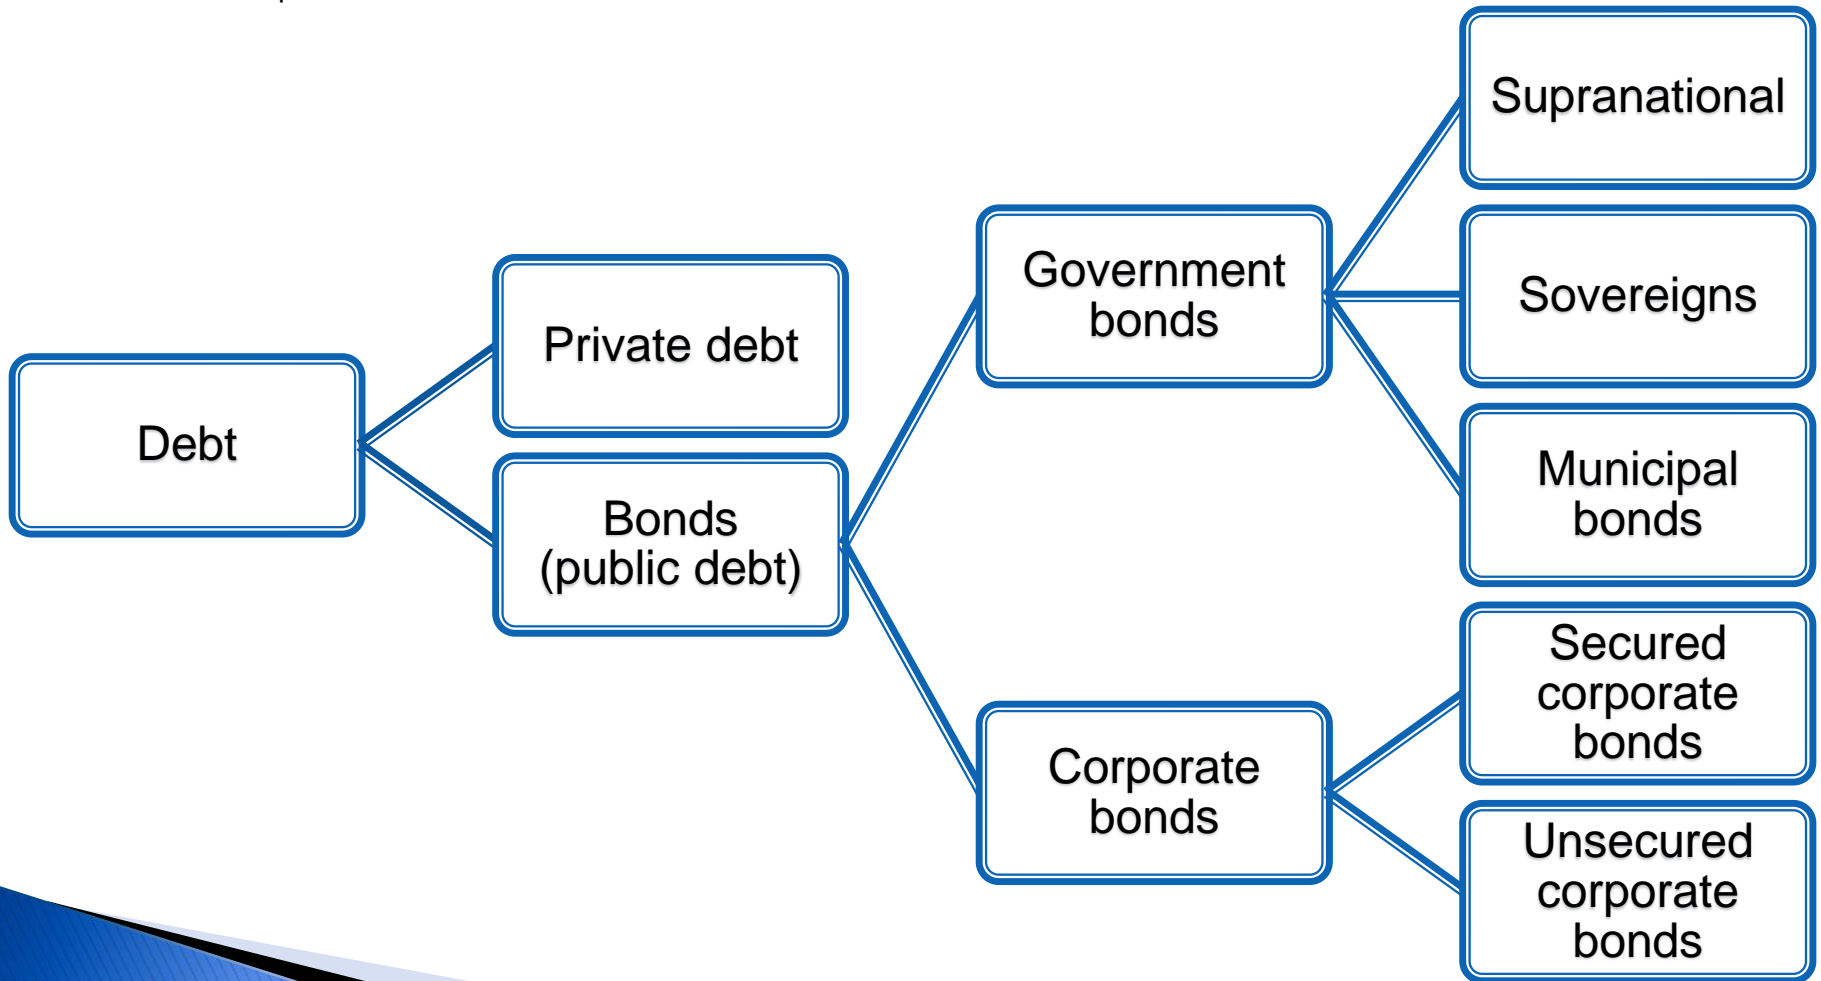 Debt
Private debt
Bonds
(public debt)
Government
bonds
Corporate
bonds
Supranational
Sovereigns
Municipal
bonds
Secured
corporate
bonds
Unsecured
corporate
bonds